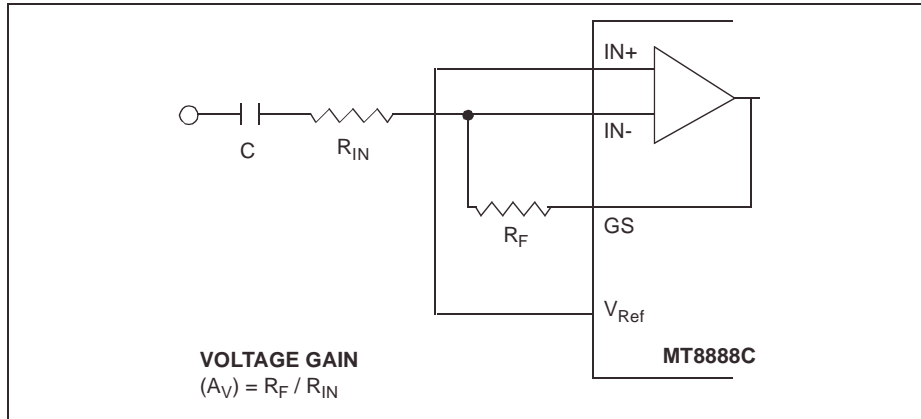 IN+
IN-
C
R_IN
R_F
GS
V_Ref
MT8888C
VOLTAGE GAIN
(A_V) = R_F / R_IN